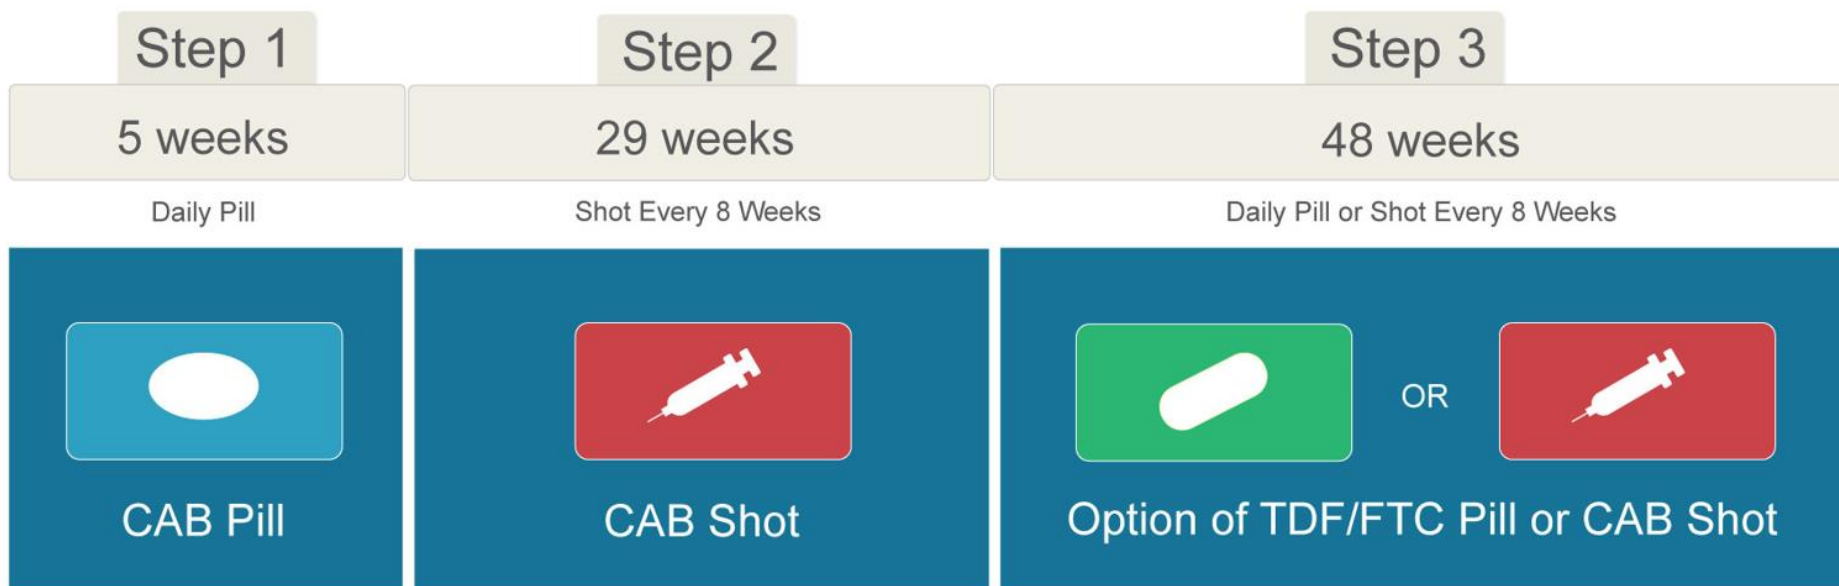 Step 1
Step 2
Step 3
5 weeks
29 weeks
48 weeks
Daily Pill
Shot Every 8 Weeks
Daily Pill or Shot Every 8 Weeks
OR
CAB Pill
CAB Shot
Option of TDF/FTC Pill or CAB Shot